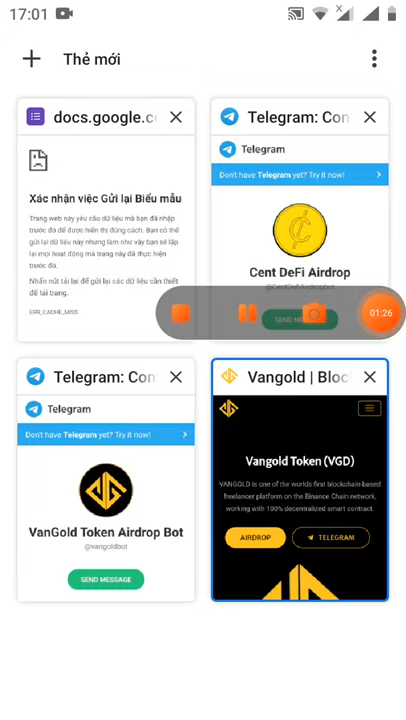 17:01
Thẻ mới
docs.google.c
Xác nhận việc Gửi lại Biểu mẫu
Trang web này yêu cầu dữ liệu mà bạn đã nhập
trước đó để được hiển thị đúng cách. Bạn có thể
gửi lại dữ liệu này nhưng làm như vậy bạn sẽ lặp
lại mọi hoạt động mà trang này đã thực hiện
trước đó.
Nhấn nút tải lại để gửi lại các dữ liệu cần thiết
để tải trang.
ERR_CACHE_MISS
Telegram: Con
Telegram
Don't have Telegram yet? Try it now!
Cent DeFi Airdrop
@CentDefiAirdropbot
SEND
01:26
Telegram: Con
Telegram
Don't have Telegram yet? Try it now!
VanGold Token Airdrop Bot
@vangoldbot
SEND MESSAGE
Vangold | Bloc
Vangold Token (VGD)
VANGOLD is one of the worlds first blockchain-based
freelancer platform on the Binance Chain network,
working with 100% decentralized smart contract.
AIRDROP
TELEGRAM